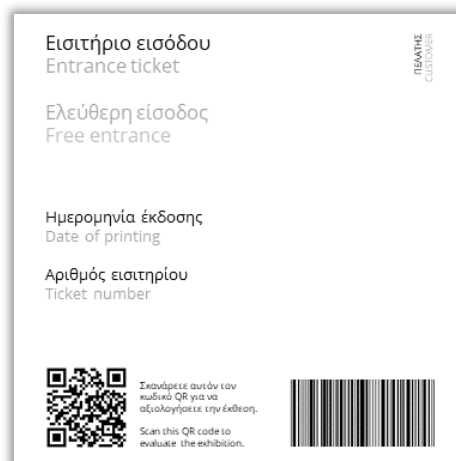 Εισιτήριο εισόδου
Entrance ticket
ΠΕΛΑΤΗΣ
CUSTOMER
Ελεύθερη είσοδος
Free entrance
Ημερομηνία έκδοσης
Date of printing
Αριθμός εισιτηρίου
Ticket number
Σκανάρετε αυτόν τον
κωδικό QR για να
αξιολογήσετε την έκθεση.
Scan this QR code to
evaluate the exhibition.